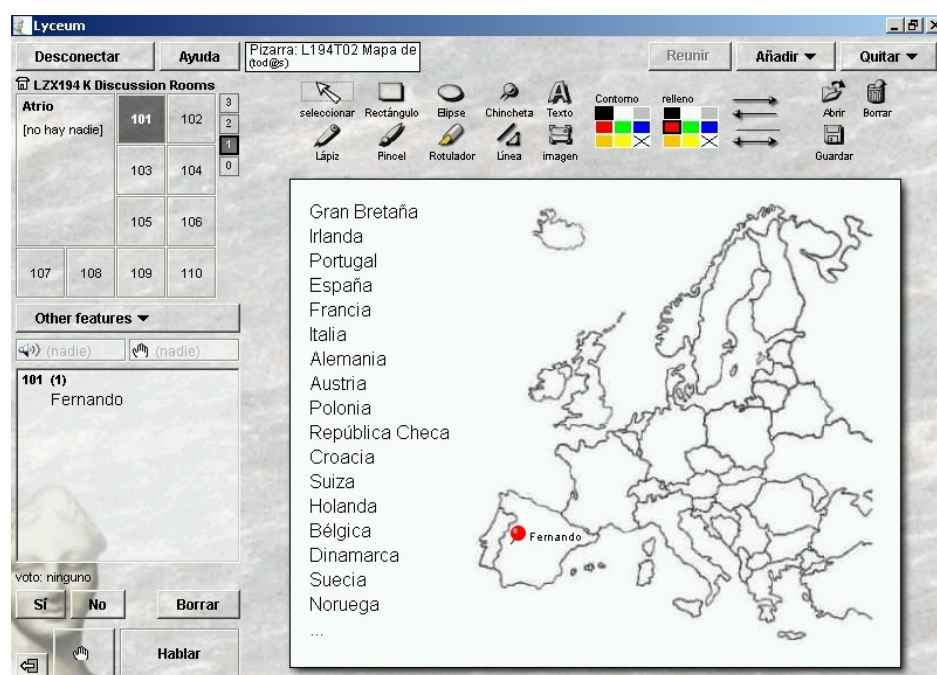 Lyceum
Desconectar
Ayuda
Pizarra: L194T02 Mapa de
(tod@s)
Reunir
Añadir
Quitar
LZX194 K Discussion Rooms
Atrio
[no hay nadie]
101
102
103
104
105
106
107
108
109
110
3
2
1
0
seleccionar
Rectángulo
Elipse
Chincheta
Texto
Lápiz
Pincel
Rotulador
Línea
imagen
Contorno
relleno
Abrir
Borrar
Guardar
Other features
(nadie)
(nadie)
101 (1)
Fernando
voto: ninguno
Sí
No
Borrar
Hablar
Gran Bretaña
Irlanda
Portugal
España
Francia
Italia
Alemania
Austria
Polonia
República Checa
Croacia
Suiza
Holanda
Bélgica
Dinamarca
Suecia
Noruega
...
Fernando